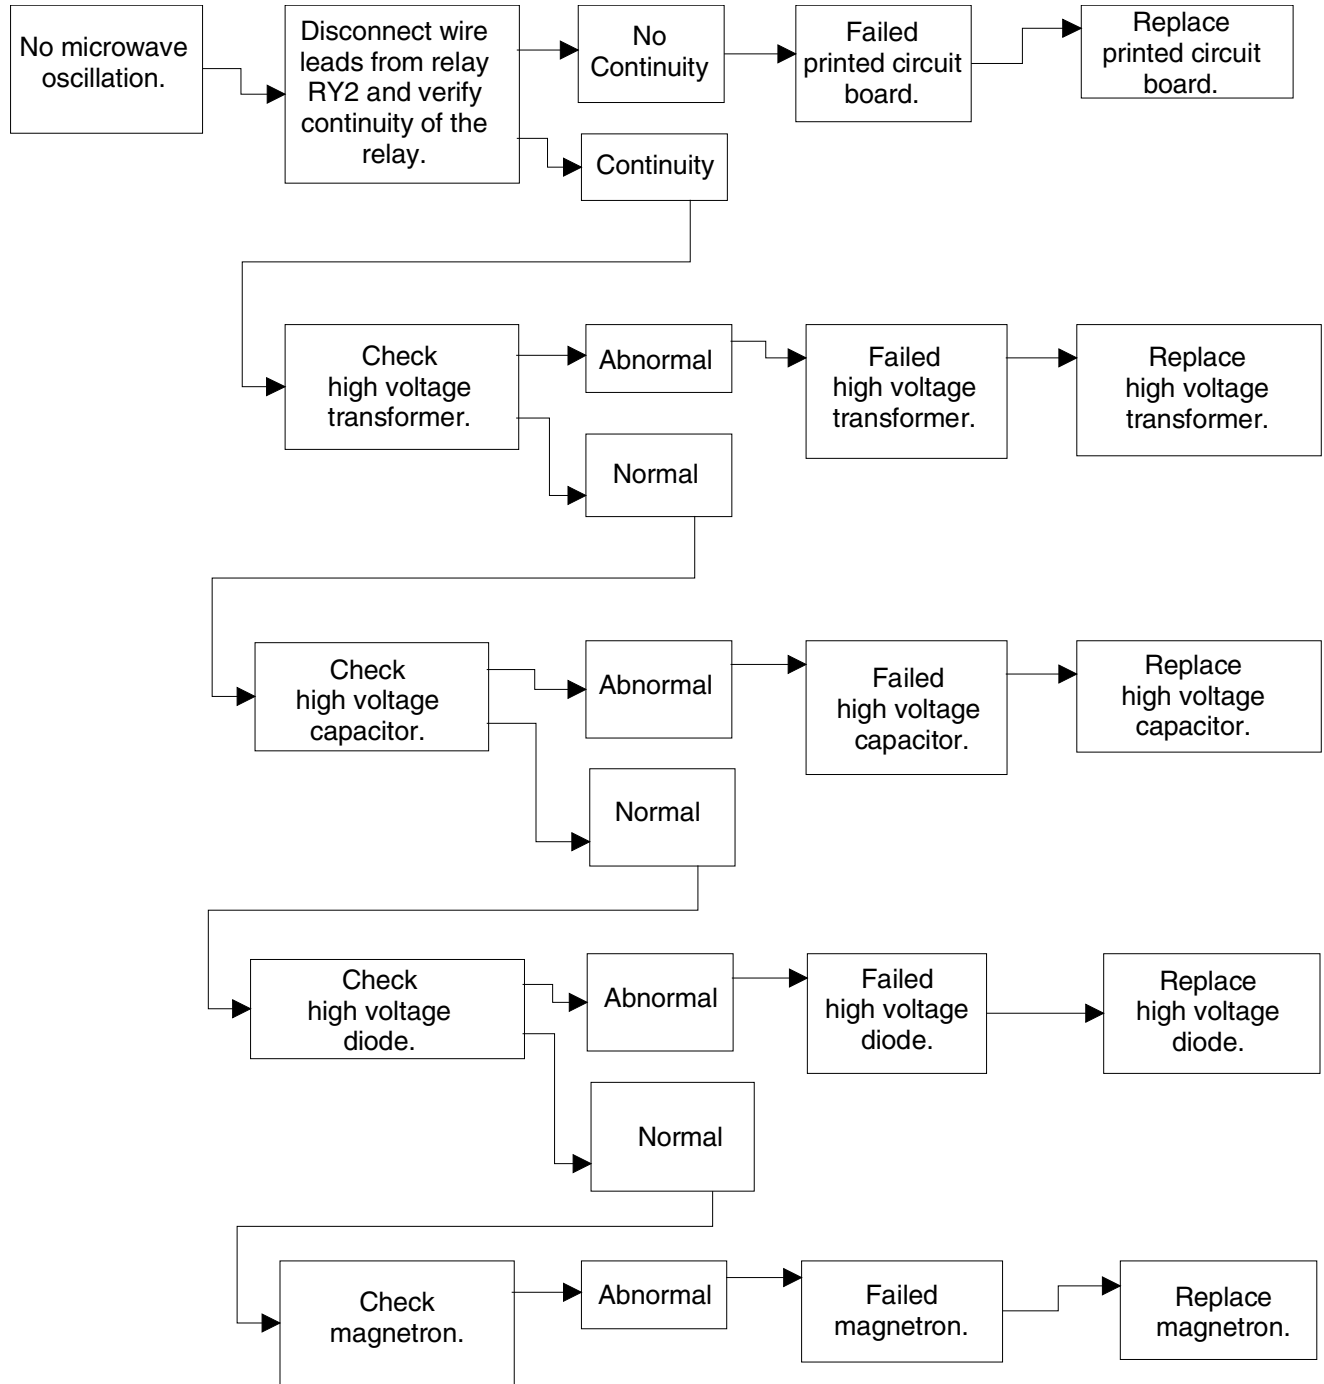 No microwave
oscillation.
Disconnect wire
leads from relay
RY2 and verify
continuity of the
relay.
No
Continuity
Failed
printed circuit
board.
Replace
printed circuit
board.
Continuity
Check
high voltage
transformer.
Abnormal
Failed
high voltage
transformer.
Replace
high voltage
transformer.
Normal
Check
high voltage
capacitor.
Abnormal
Failed
high voltage
capacitor.
Replace
high voltage
capacitor.
Normal
Check
high voltage
diode.
Abnormal
Failed
high voltage
diode.
Replace
high voltage
diode.
Normal
Check
magnetron.
Abnormal
Failed
magnetron.
Replace
magnetron.